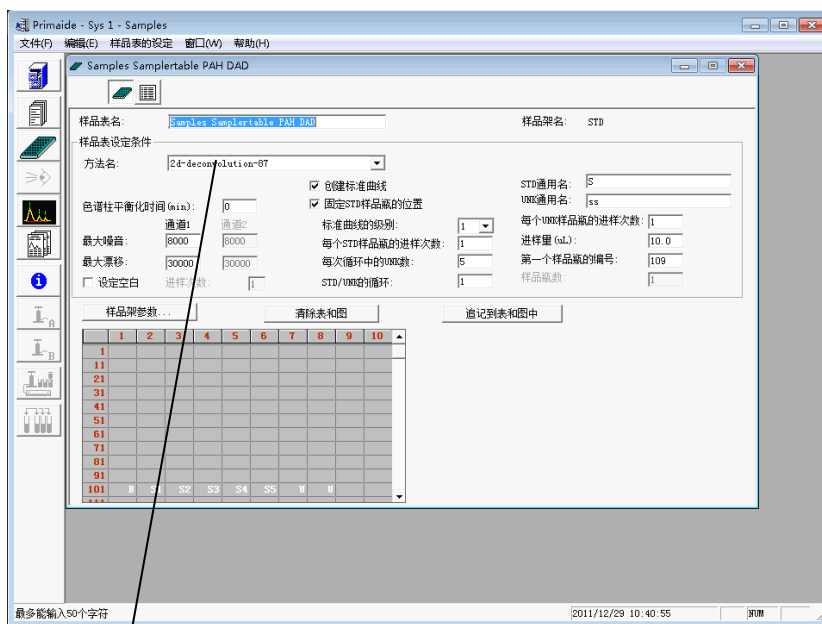 Primaide - Sys 1 - Samples
文件(F) 编辑(E) 样品表的设定 窗口(W) 帮助(H)
Samples Samplertable PAH DAD
样品表名: Samples Samplertable PAH DAD 样品架名: STD
样品表设定条件
方法名: 2d-deconvolution-87
创建标准曲线 STD通用名: S
色谱柱平衡化时间(min): 0 固定STD样品瓶的位置 UNK通用名: ss
通道1 通道2 标准曲线的级别: 1 每个UNK样品瓶的进样次数: 1
最大噪音: 8000 8000 每个STD样品瓶的进样次数: 1 进样量(uL): 10.0
最大漂移: 30000 30000 每次循环中的UNK数: 5 第一个样品瓶的编号: 109
设定空白 进样次数: 1 STD/UNK的循环: 1 样品瓶数: 1
样品架参数... 清除表和图 追记到表和图中
1 2 3 4 5 6 7 8 9 10
1
11
21
31
41
51
61
71
81
91
101 B S1 S2 S3 S4 S5 U U
A
B
最多能输入50个字符 2011/12/29 10:40:55 NUM